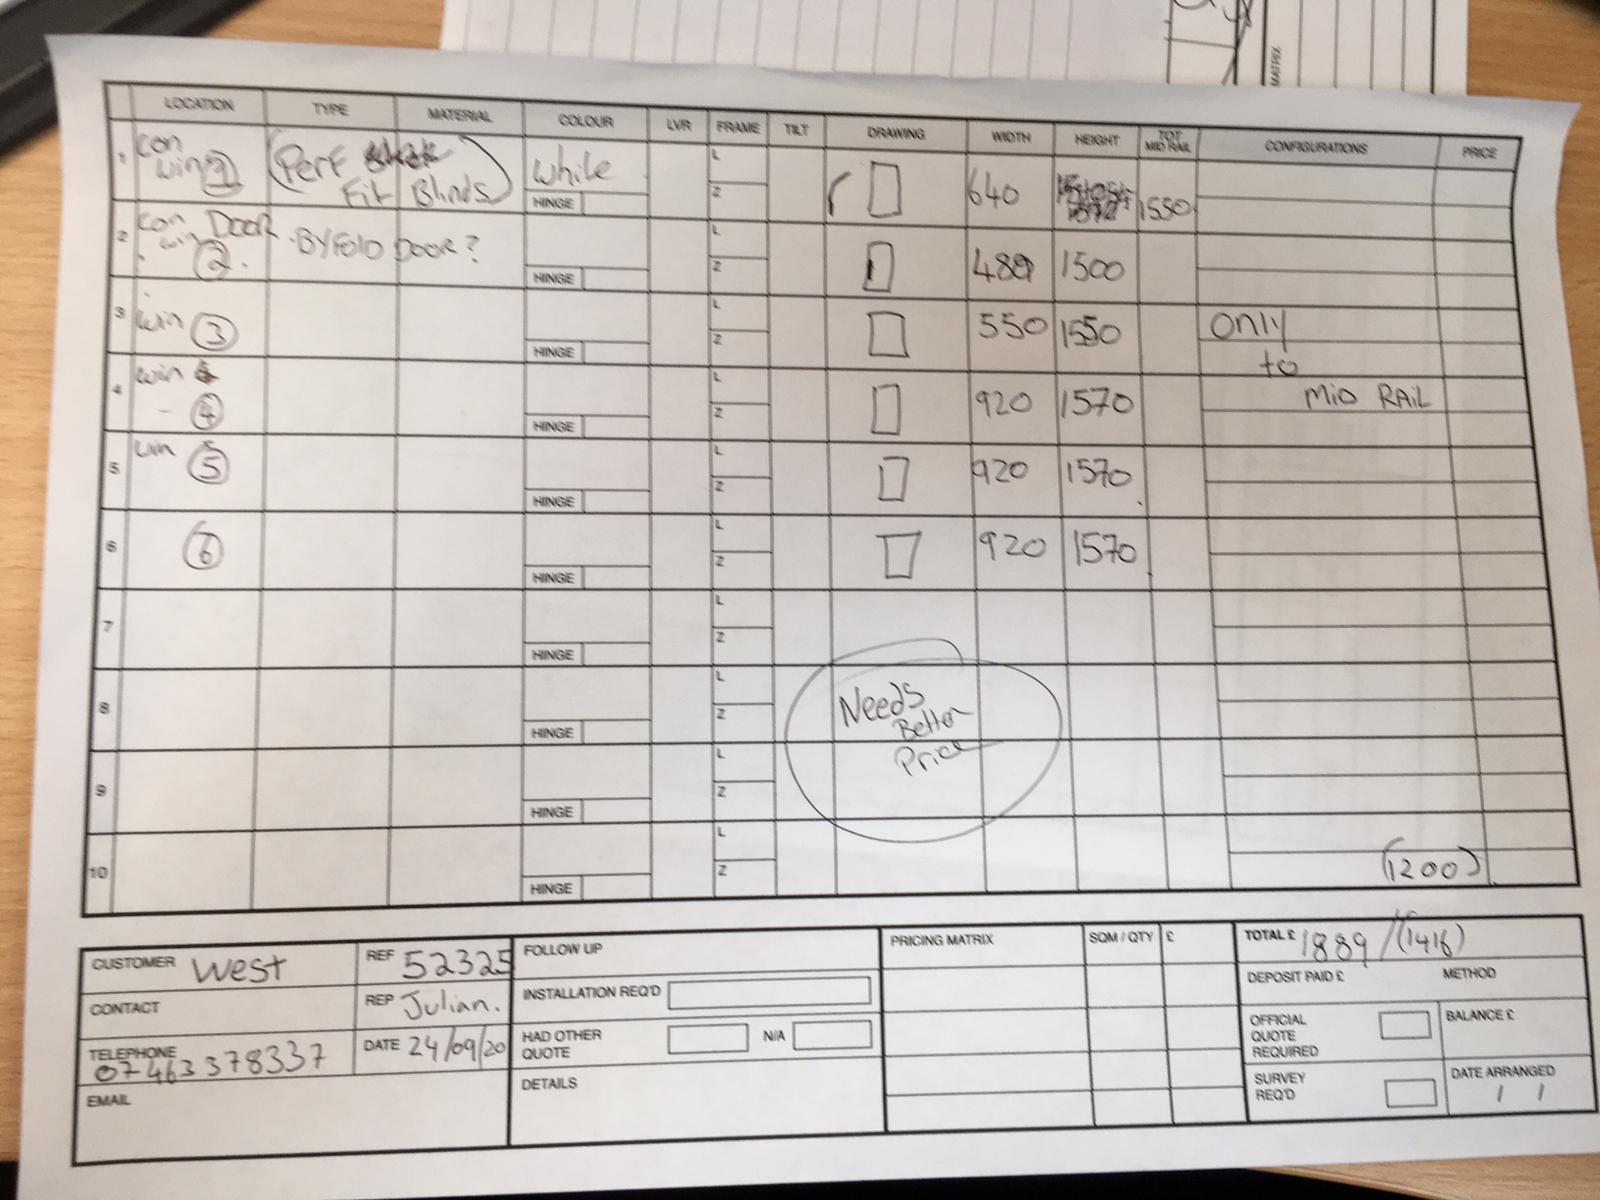 MATRIX
LOCATION TYPE MATERIAL COLOUR LVR FRAME TILT DRAWING WIDTH HEIGHT TOT MID RAIL CONFIGURATIONS PRICE
1 con win 1 (Perf Fit Blinds) While HINGE L Z 640 1550
2 con Door win 2 . ByFold DOOR? HINGE L Z 480 1500
3 win 3 HINGE L Z 550 1550 only to
4 win 4 HINGE L Z 920 1570 MID RAIL
5 win 5 HINGE L Z 920 1570
6 6 HINGE L Z 920 1570
7 HINGE L Z
8 HINGE L Z Needs Better
9 HINGE L Z Price
10 HINGE L Z (1200)
CUSTOMER West REF 52325
CONTACT REP Julian.
TELEPHONE 07463 378337 DATE 24/09/20
EMAIL
FOLLOW UP
INSTALLATION REQ'D
HAD OTHER QUOTE N/A
DETAILS
PRICING MATRIX SQM / QTY £
TOTAL £ 1889 / (1416)
DEPOSIT PAID £ METHOD
OFFICIAL QUOTE REQUIRED BALANCE £
SURVEY REQ'D DATE ARRANGED / /